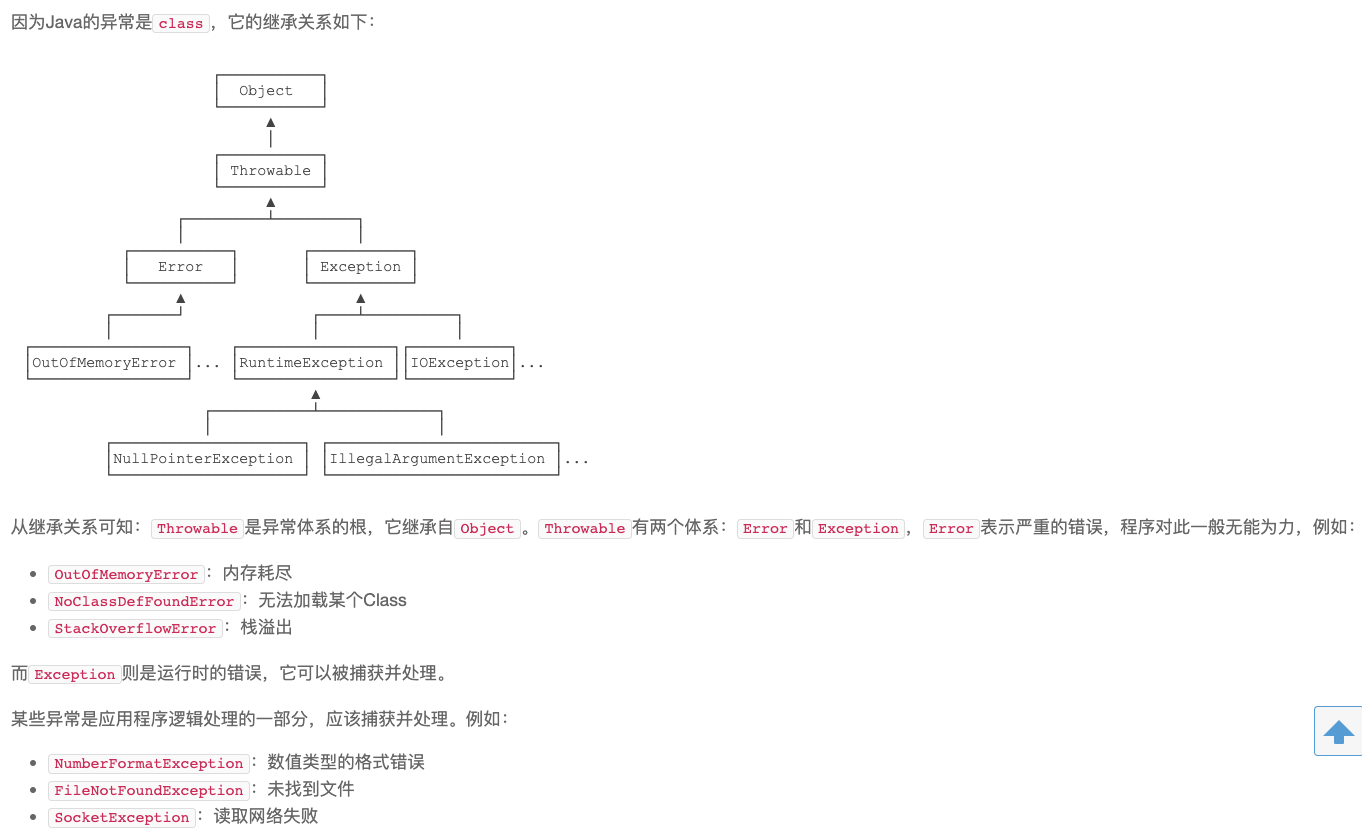 因为Java的异常是class，它的继承关系如下：
Object
Throwable
Error Exception
OutOfMemoryError ... RuntimeException IOException ...
NullPointerException IllegalArgumentException ...
从继承关系可知：Throwable是异常体系的根，它继承自Object。Throwable有两个体系：Error和Exception，Error表示严重的错误，程序对此一般无能为力，例如：
OutOfMemoryError：内存耗尽
NoClassDefFoundError：无法加载某个Class
StackOverflowError：栈溢出
而Exception则是运行时的错误，它可以被捕获并处理。
某些异常是应用程序逻辑处理的一部分，应该捕获并处理。例如：
NumberFormatException：数值类型的格式错误
FileNotFoundException：未找到文件
SocketException：读取网络失败